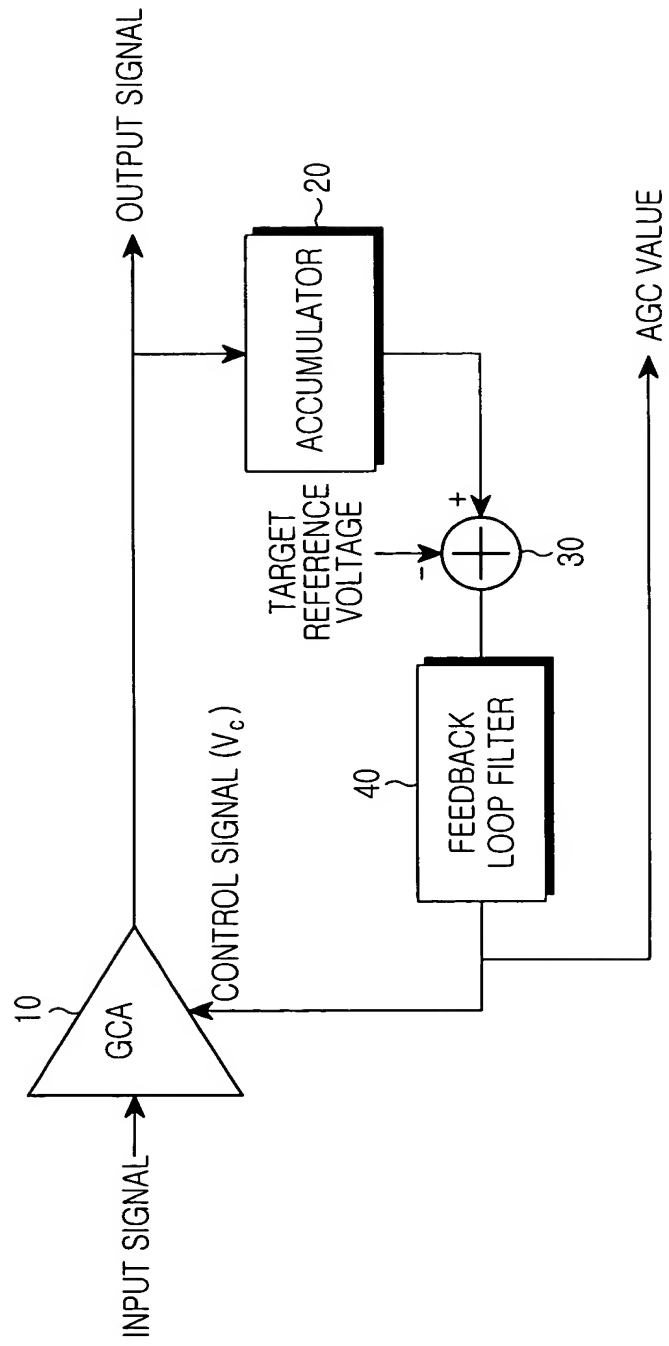 INPUT SIGNAL
10
GCA
OUTPUT SIGNAL
CONTROL SIGNAL (Vc)
ACCUMULATOR
20
TARGET
REFERENCE
VOLTAGE
-
+
30
40
FEEDBACK
LOOP FILTER
AGC VALUE